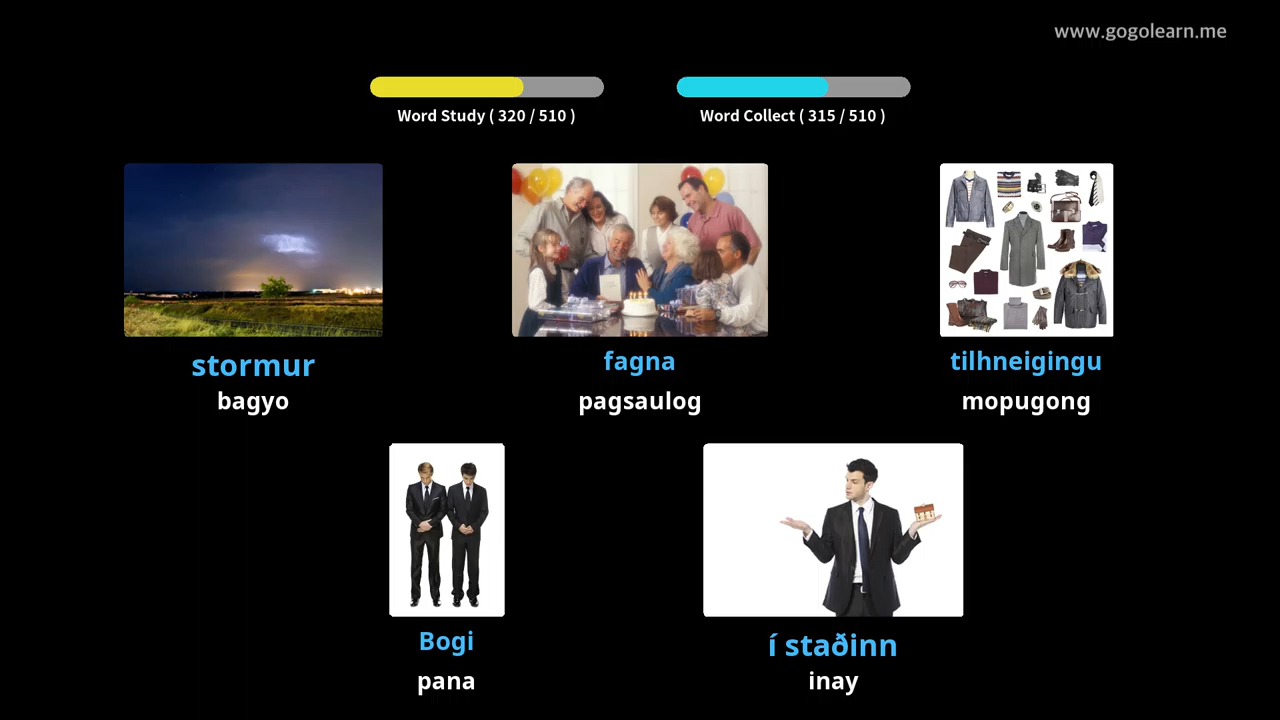 www.gogolearn.me
Word Study ( 320 / 510 )
Word Collect ( 315 / 510 )
stormur
bagyo
fagna
pagsaulog
tilhneigingu
mopugong
Bogi
pana
í staðinn
inay